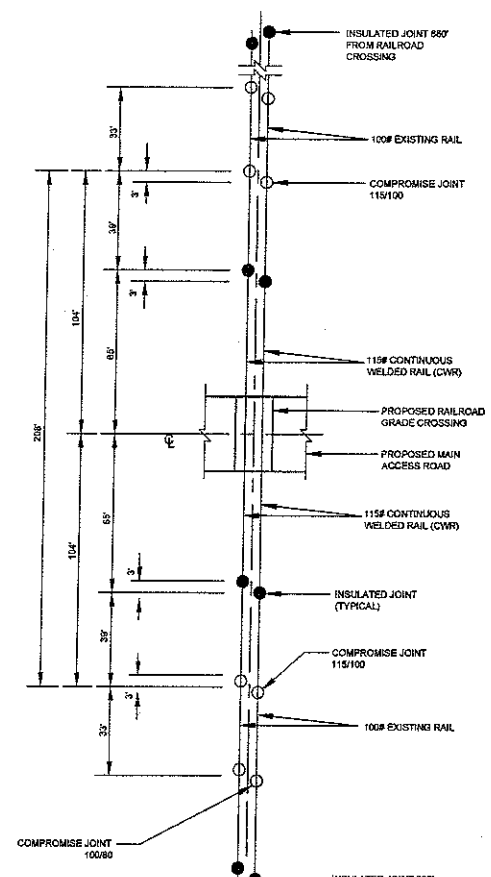 INSULATED JOINT 660'
FROM RAILROAD
CROSSING
33'
100# EXISTING RAIL
3'
COMPROMISE JOINT
115/100
39'
104'
3'
65'
115# CONTINUOUS
WELDED RAIL (CWR)
PROPOSED RAILROAD
GRADE CROSSING
208'
℄
PROPOSED MAIN
ACCESS ROAD
65'
104'
115# CONTINUOUS
WELDED RAIL (CWR)
3'
INSULATED JOINT
(TYPICAL)
39'
COMPROMISE JOINT
115/100
3'
33'
100# EXISTING RAIL
COMPROMISE JOINT
100/80